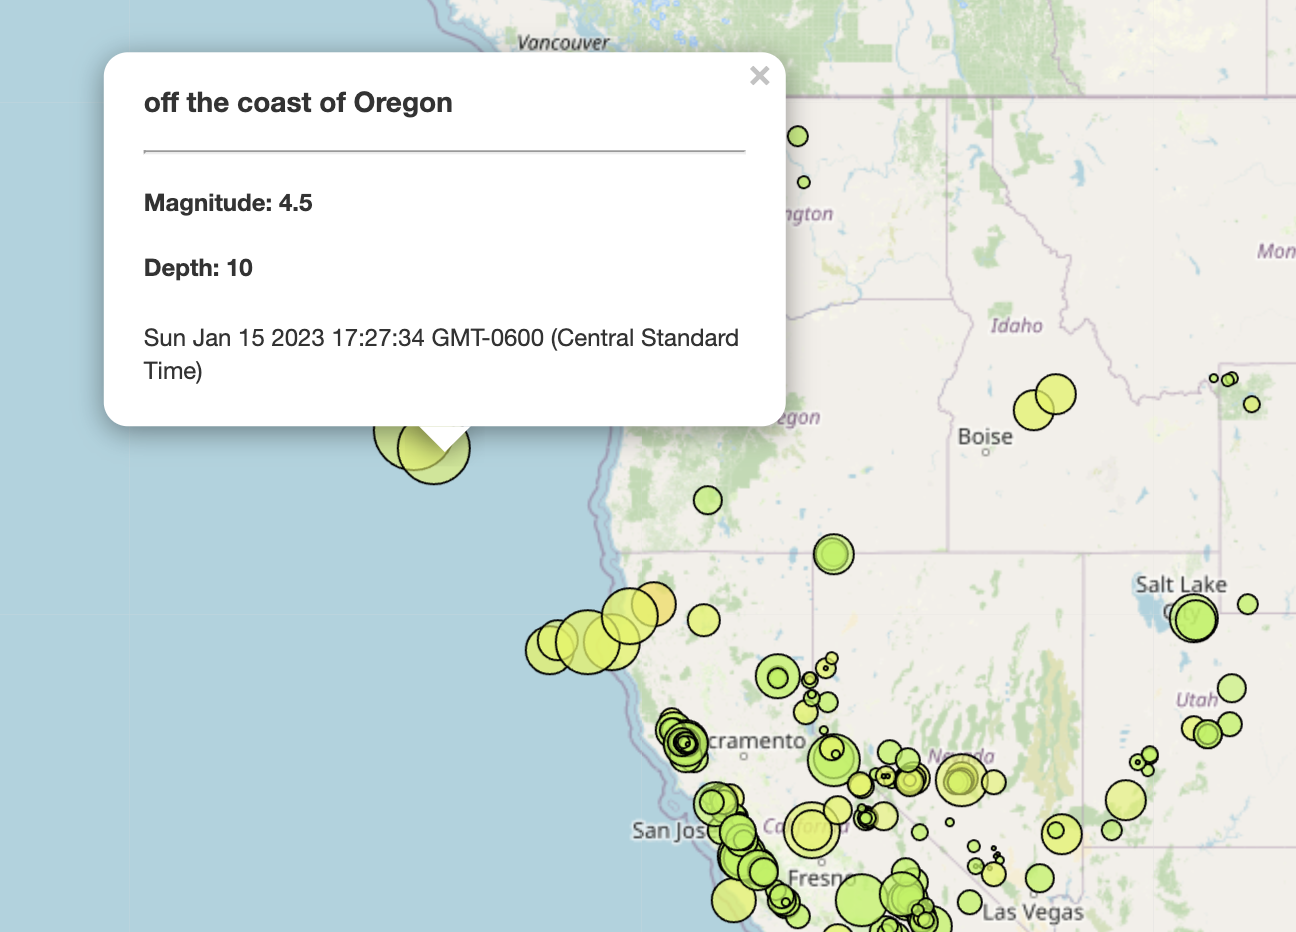 Vancouver
off the coast of Oregon
×
Magnitude: 4.5
Depth: 10
Sun Jan 15 2023 17:27:34 GMT-0600 (Central Standard
Time)
ngton
Mon
Idaho
egon
Boise
Salt Lake
Utah
cramento
Nevada
San Jos
California
Fresno
Las Vegas